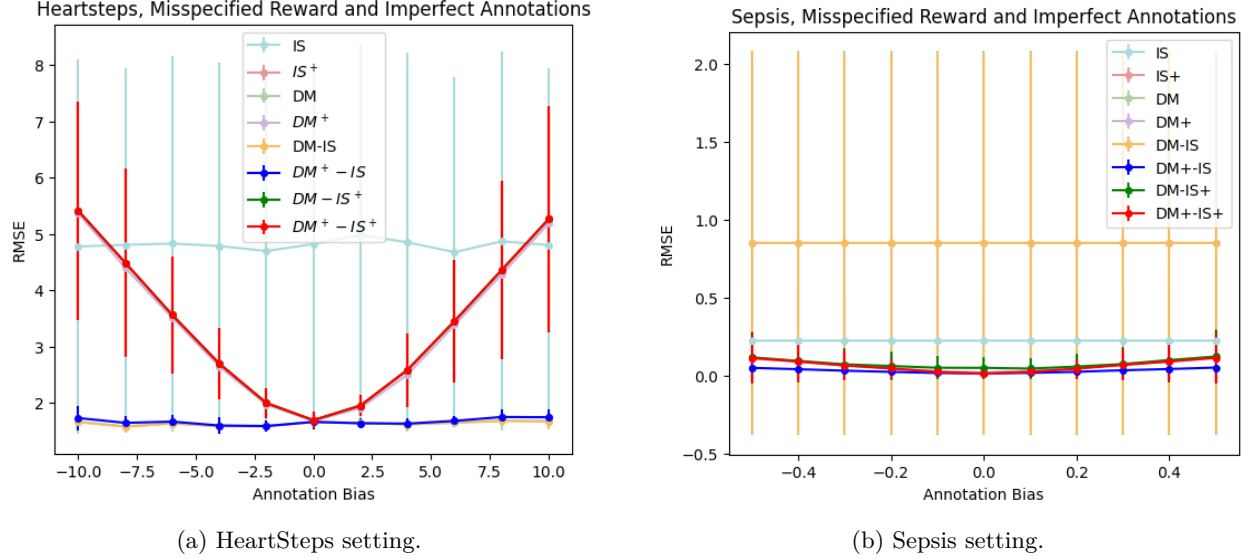 Heartsteps, Misspecified Reward and Imperfect Annotations
IS
IS+
DM
DM+
DM-IS
DM+ − IS
DM − IS+
DM+ − IS+
RMSE
8
7
6
5
4
3
2
−10.0
−7.5
−5.0
−2.5
0.0
2.5
5.0
7.5
10.0
Annotation Bias
(a) HeartSteps setting.
Sepsis, Misspecified Reward and Imperfect Annotations
IS
IS+
DM
DM+
DM-IS
DM+-IS
DM-IS+
DM+-IS+
RMSE
2.0
1.5
1.0
0.5
0.0
−0.5
−0.4
−0.2
0.0
0.2
0.4
Annotation Bias
(b) Sepsis setting.